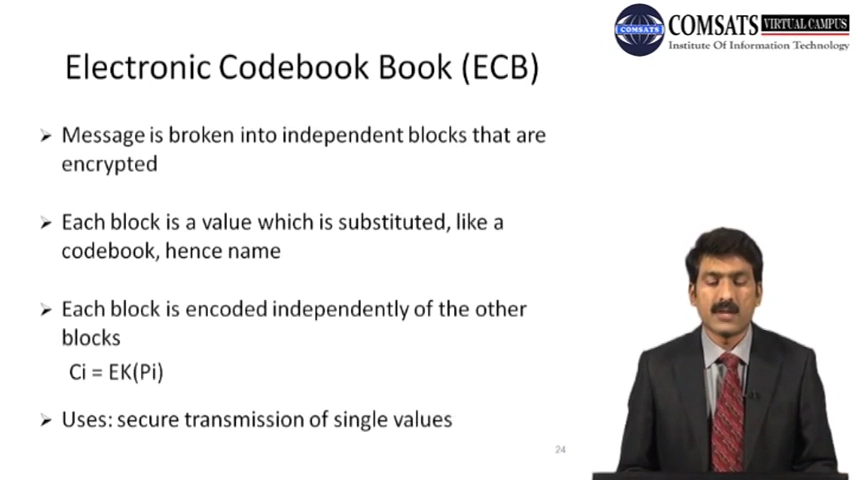 COMSATS VIRTUAL CAMPUS
Institute Of Information Technology
COMSATS
Electronic Codebook Book (ECB)
➢ Message is broken into independent blocks that are
encrypted
➢ Each block is a value which is substituted, like a
codebook, hence name
➢ Each block is encoded independently of the other
blocks
Ci = EK(Pi)
➢ Uses: secure transmission of single values
24